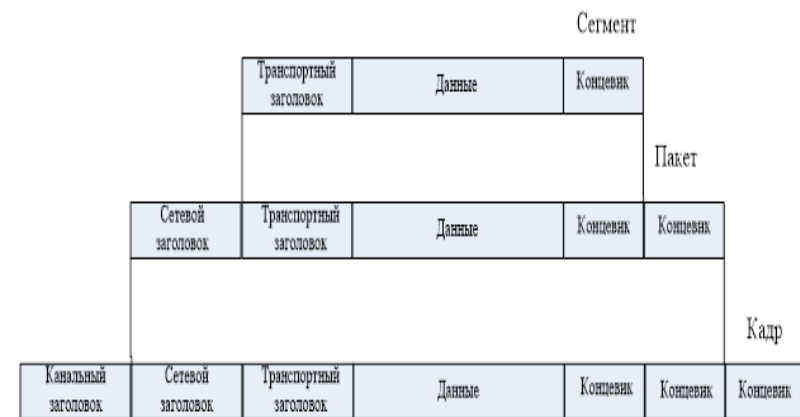 Сегмент
Транспортный
заголовок
Данные
Концевик
Пакет
Сетевой
заголовок
Транспортный
заголовок
Данные
Концевик
Концевик
Кадр
Канальный
заголовок
Сетевой
заголовок
Транспортный
заголовок
Данные
Концевик
Концевик
Концевик